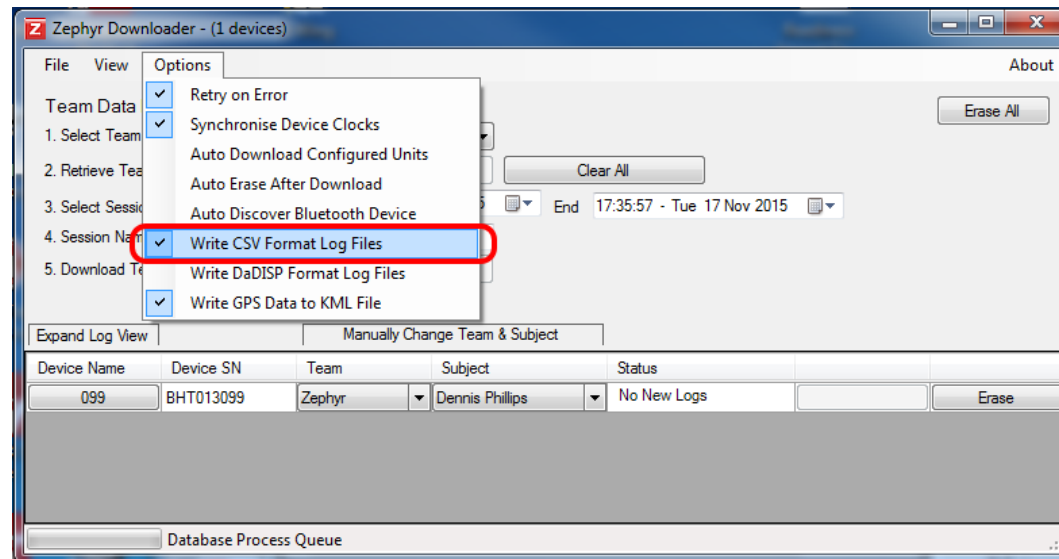 Z Zephyr Downloader - (1 devices)
File View Options About
Team Data
Erase All
1. Select Team
2. Retrieve Tea
Clear All
3. Select Sessio
5 End 17:35:57 - Tue 17 Nov 2015
4. Session Nam
5. Download Te
Retry on Error
Synchronise Device Clocks
Auto Download Configured Units
Auto Erase After Download
Auto Discover Bluetooth Device
Write CSV Format Log Files
Write DaDISP Format Log Files
Write GPS Data to KML File
Expand Log View Manually Change Team & Subject
Device Name Device SN Team Subject Status
099 BHT013099 Zephyr Dennis Phillips No New Logs Erase
Database Process Queue